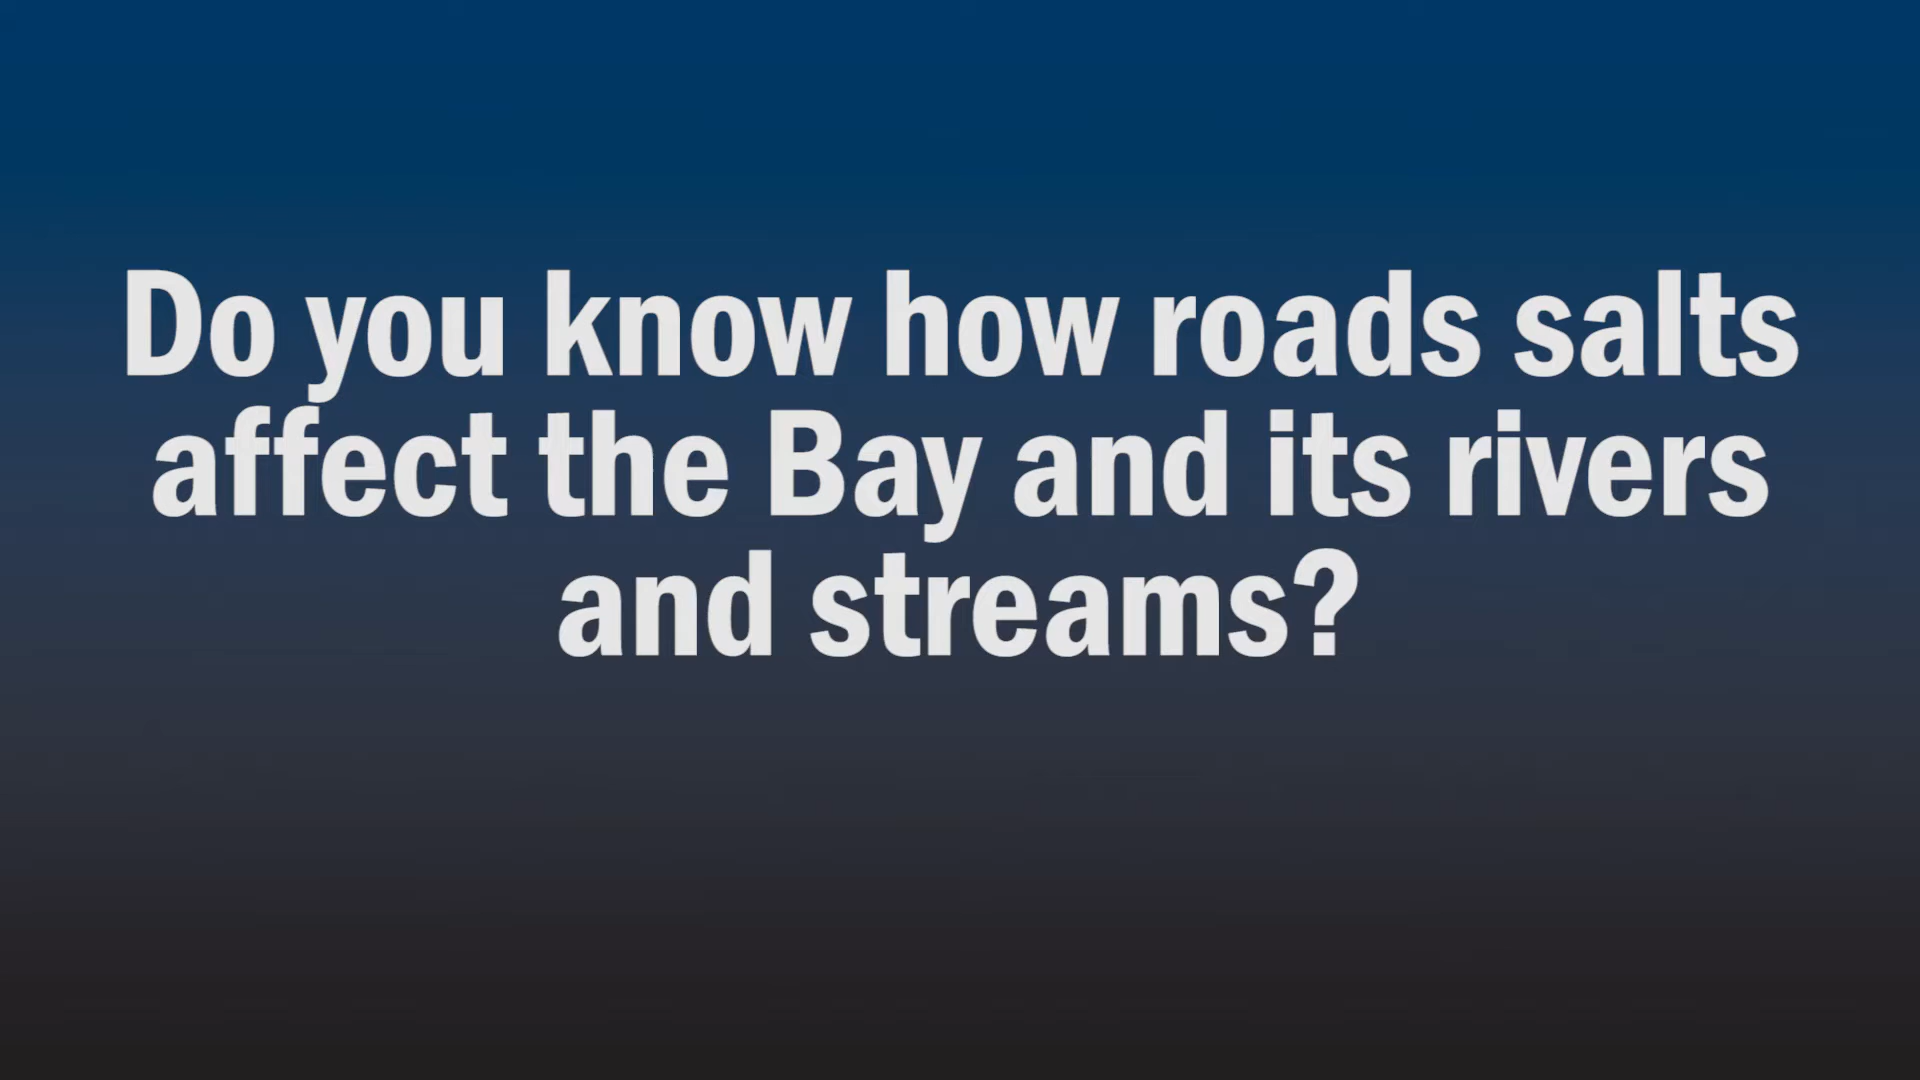 Do you know how roads salts
affect the Bay and its rivers
and streams?